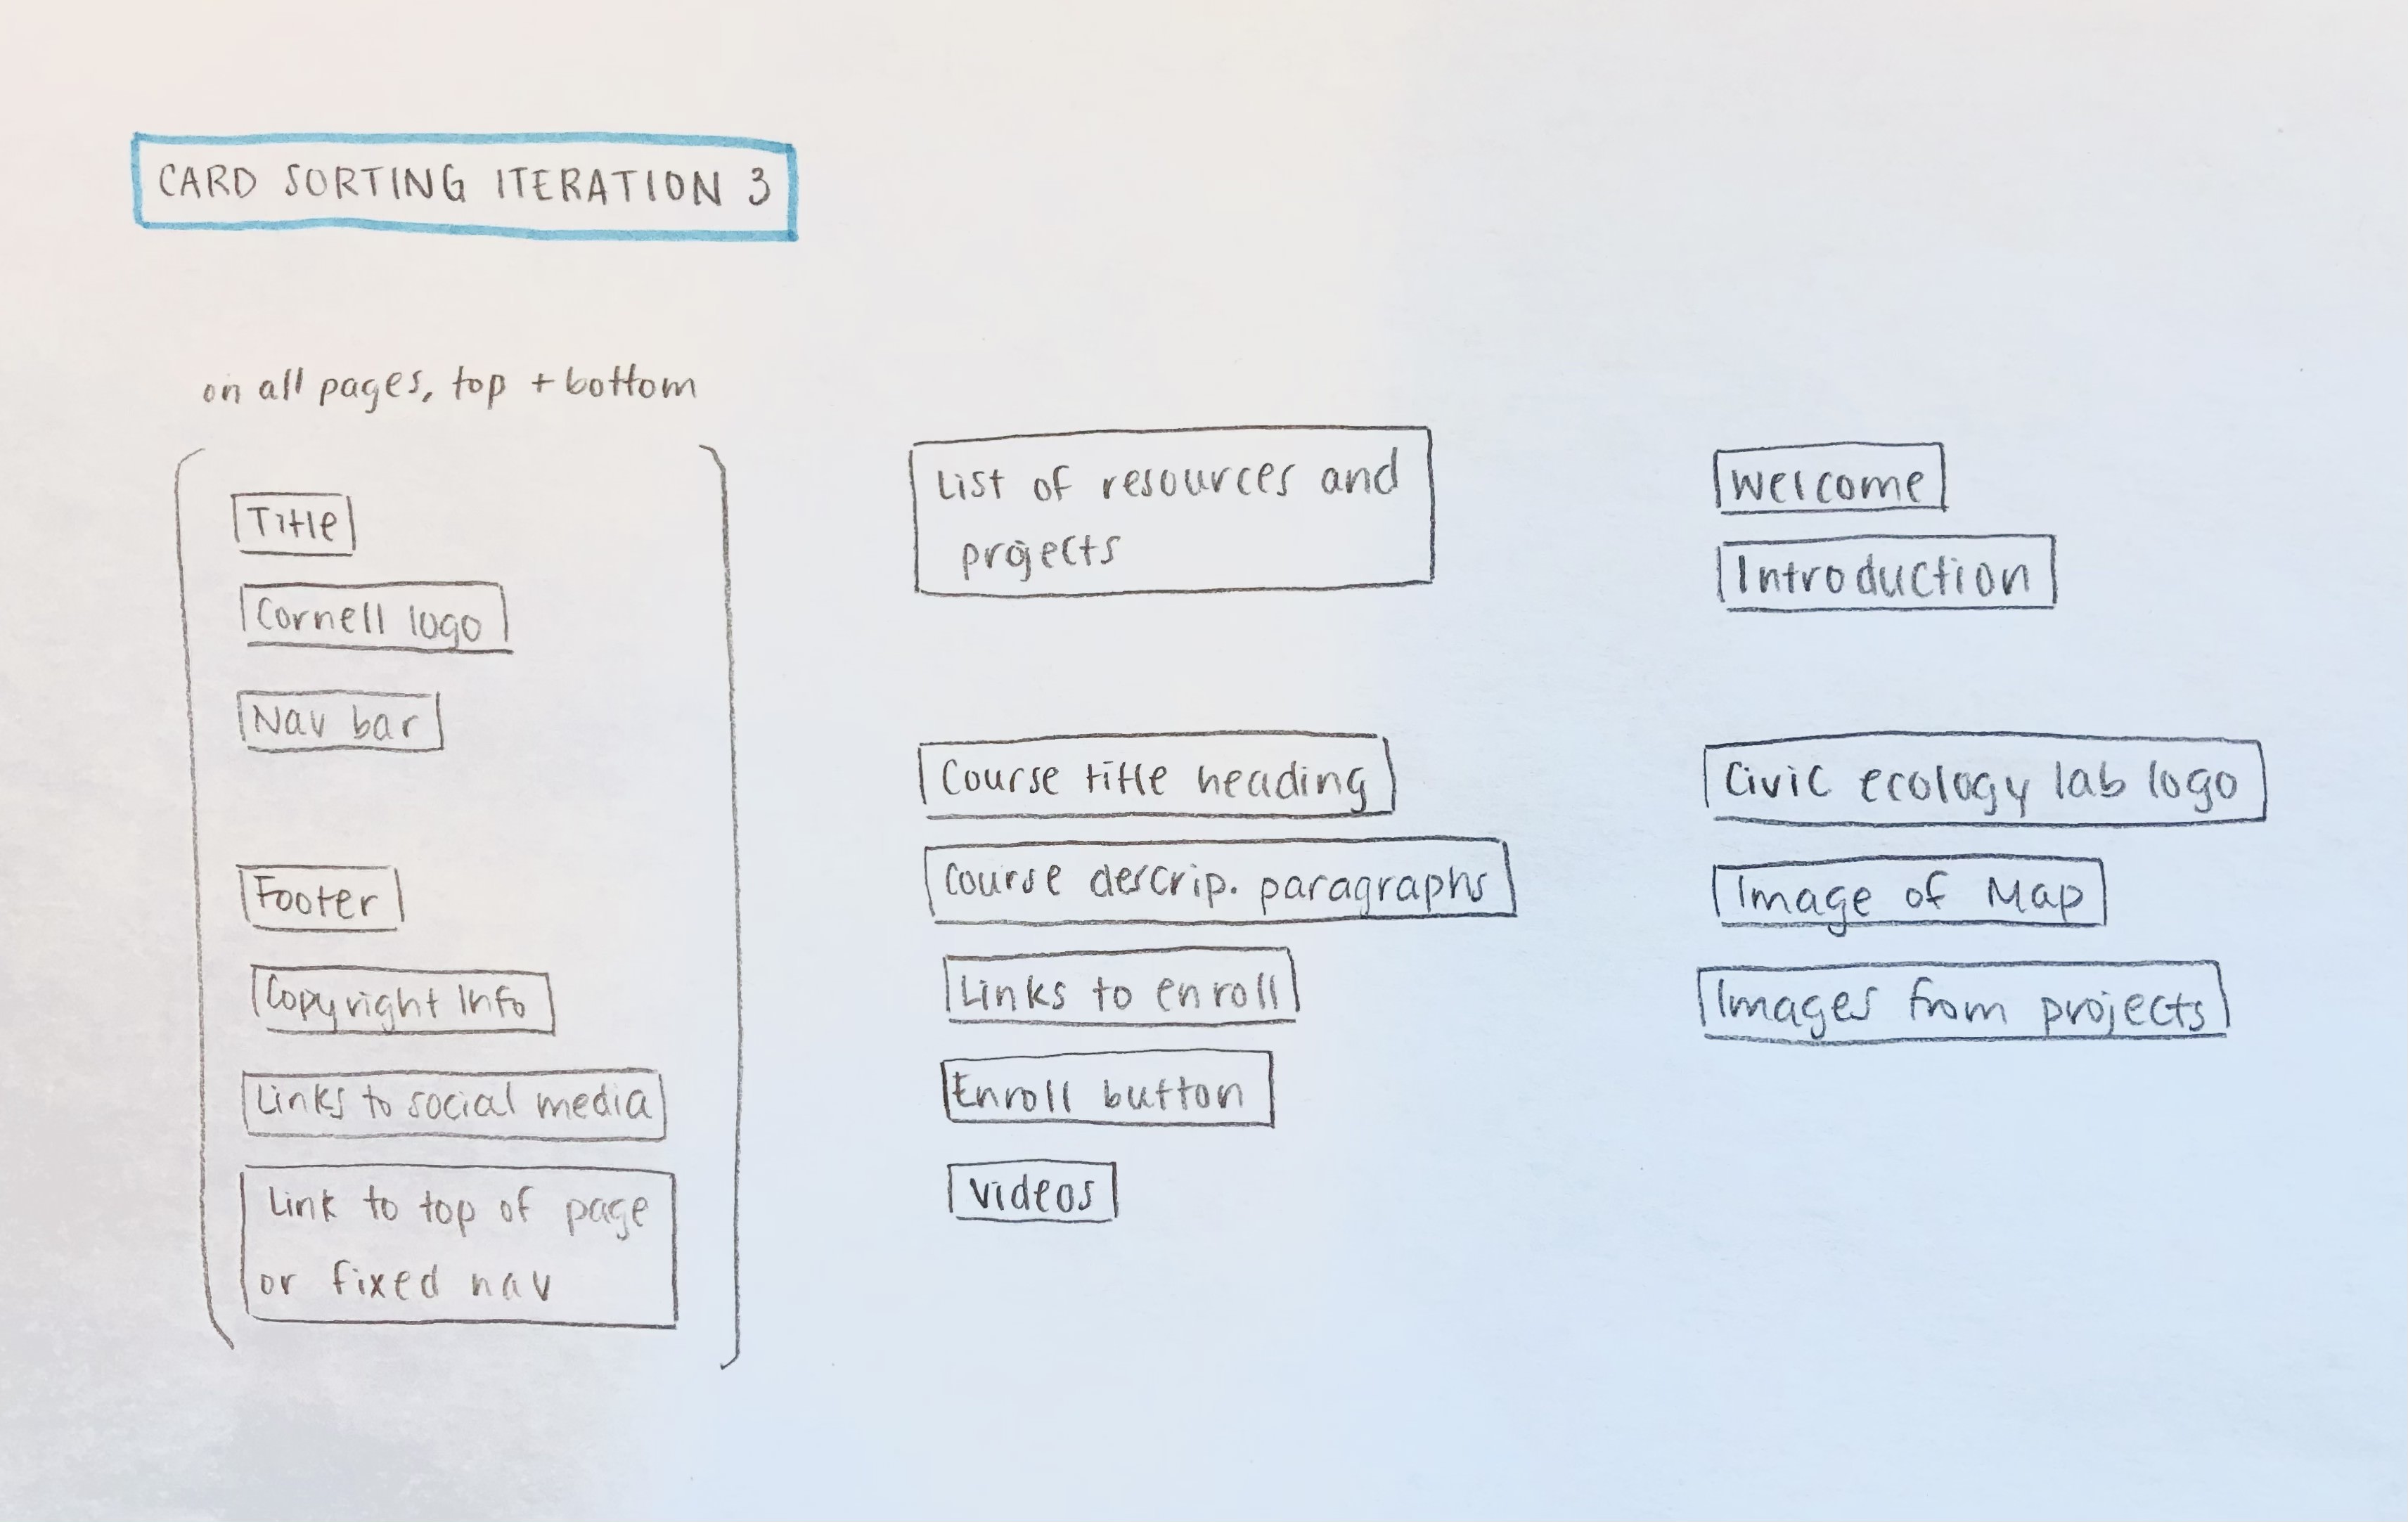 CARD SORTING ITERATION 3
on all pages, top + bottom
Title
Cornell logo
Nav bar
Footer
Copyright Info
Links to social media
Link to top of page
or fixed nav
List of resources and
projects
Course title heading
Course descrip. paragraphs
Links to enroll
Enroll button
Videos
Welcome
Introduction
Civic ecology lab logo
Image of Map
Images from projects